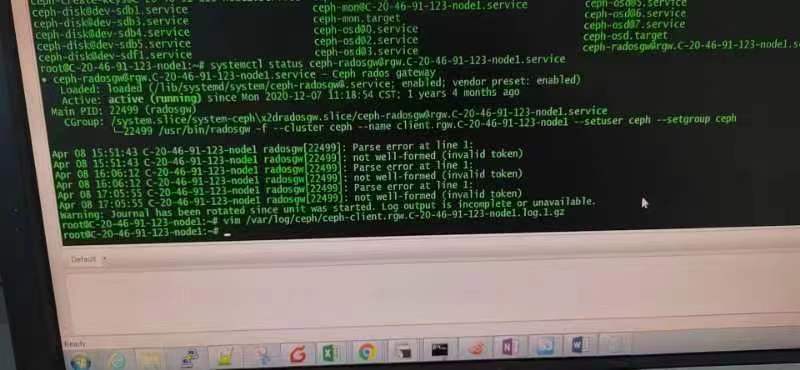 ceph-disk@dev-sdb1.service ceph-mon@C-20-46-91-123-node1.service
ceph-disk@dev-sdb3.service ceph-mon.target ceph-osd@6.service
ceph-disk@dev-sdb4.service ceph-osd@0.service ceph-osd@7.service
ceph-disk@dev-sdb5.service ceph-osd@2.service ceph-osd.target
ceph-disk@dev-sdf1.service ceph-osd@3.service ceph-radosgw@rgw.C-20-46-91-123-node1.se
root@C-20-46-91-123-node1:~# systemctl status ceph-radosgw@rgw.C-20-46-91-123-node1.service
● ceph-radosgw@rgw.C-20-46-91-123-node1.service - Ceph rados gateway
Loaded: loaded (/lib/systemd/system/ceph-radosgw@.service; enabled; vendor preset: enabled)
Active: active (running) since Mon 2020-12-07 11:18:54 CST; 1 years 4 months ago
Main PID: 22499 (radosgw)
CGroup: /system.slice/system-ceph\x2dradosgw.slice/ceph-radosgw@rgw.C-20-46-91-123-node1.service
└─22499 /usr/bin/radosgw -f --cluster ceph --name client.rgw.C-20-46-91-123-node1 --setuser ceph --setgroup ceph
Apr 08 15:51:43 C-20-46-91-123-node1 radosgw[22499]: Parse error at line 1:
Apr 08 15:51:43 C-20-46-91-123-node1 radosgw[22499]: not well-formed (invalid token)
Apr 08 16:06:12 C-20-46-91-123-node1 radosgw[22499]: Parse error at line 1:
Apr 08 16:06:12 C-20-46-91-123-node1 radosgw[22499]: not well-formed (invalid token)
Apr 08 17:05:55 C-20-46-91-123-node1 radosgw[22499]: Parse error at line 1:
Apr 08 17:05:55 C-20-46-91-123-node1 radosgw[22499]: not well-formed (invalid token)
Warning: Journal has been rotated since unit was started. Log output is incomplete or unavailable.
root@C-20-46-91-123-node1:~# vim /var/log/ceph/ceph-client.rgw.C-20-46-91-123-node1.log.1.gz
root@C-20-46-91-123-node1:~#
Default
Ready